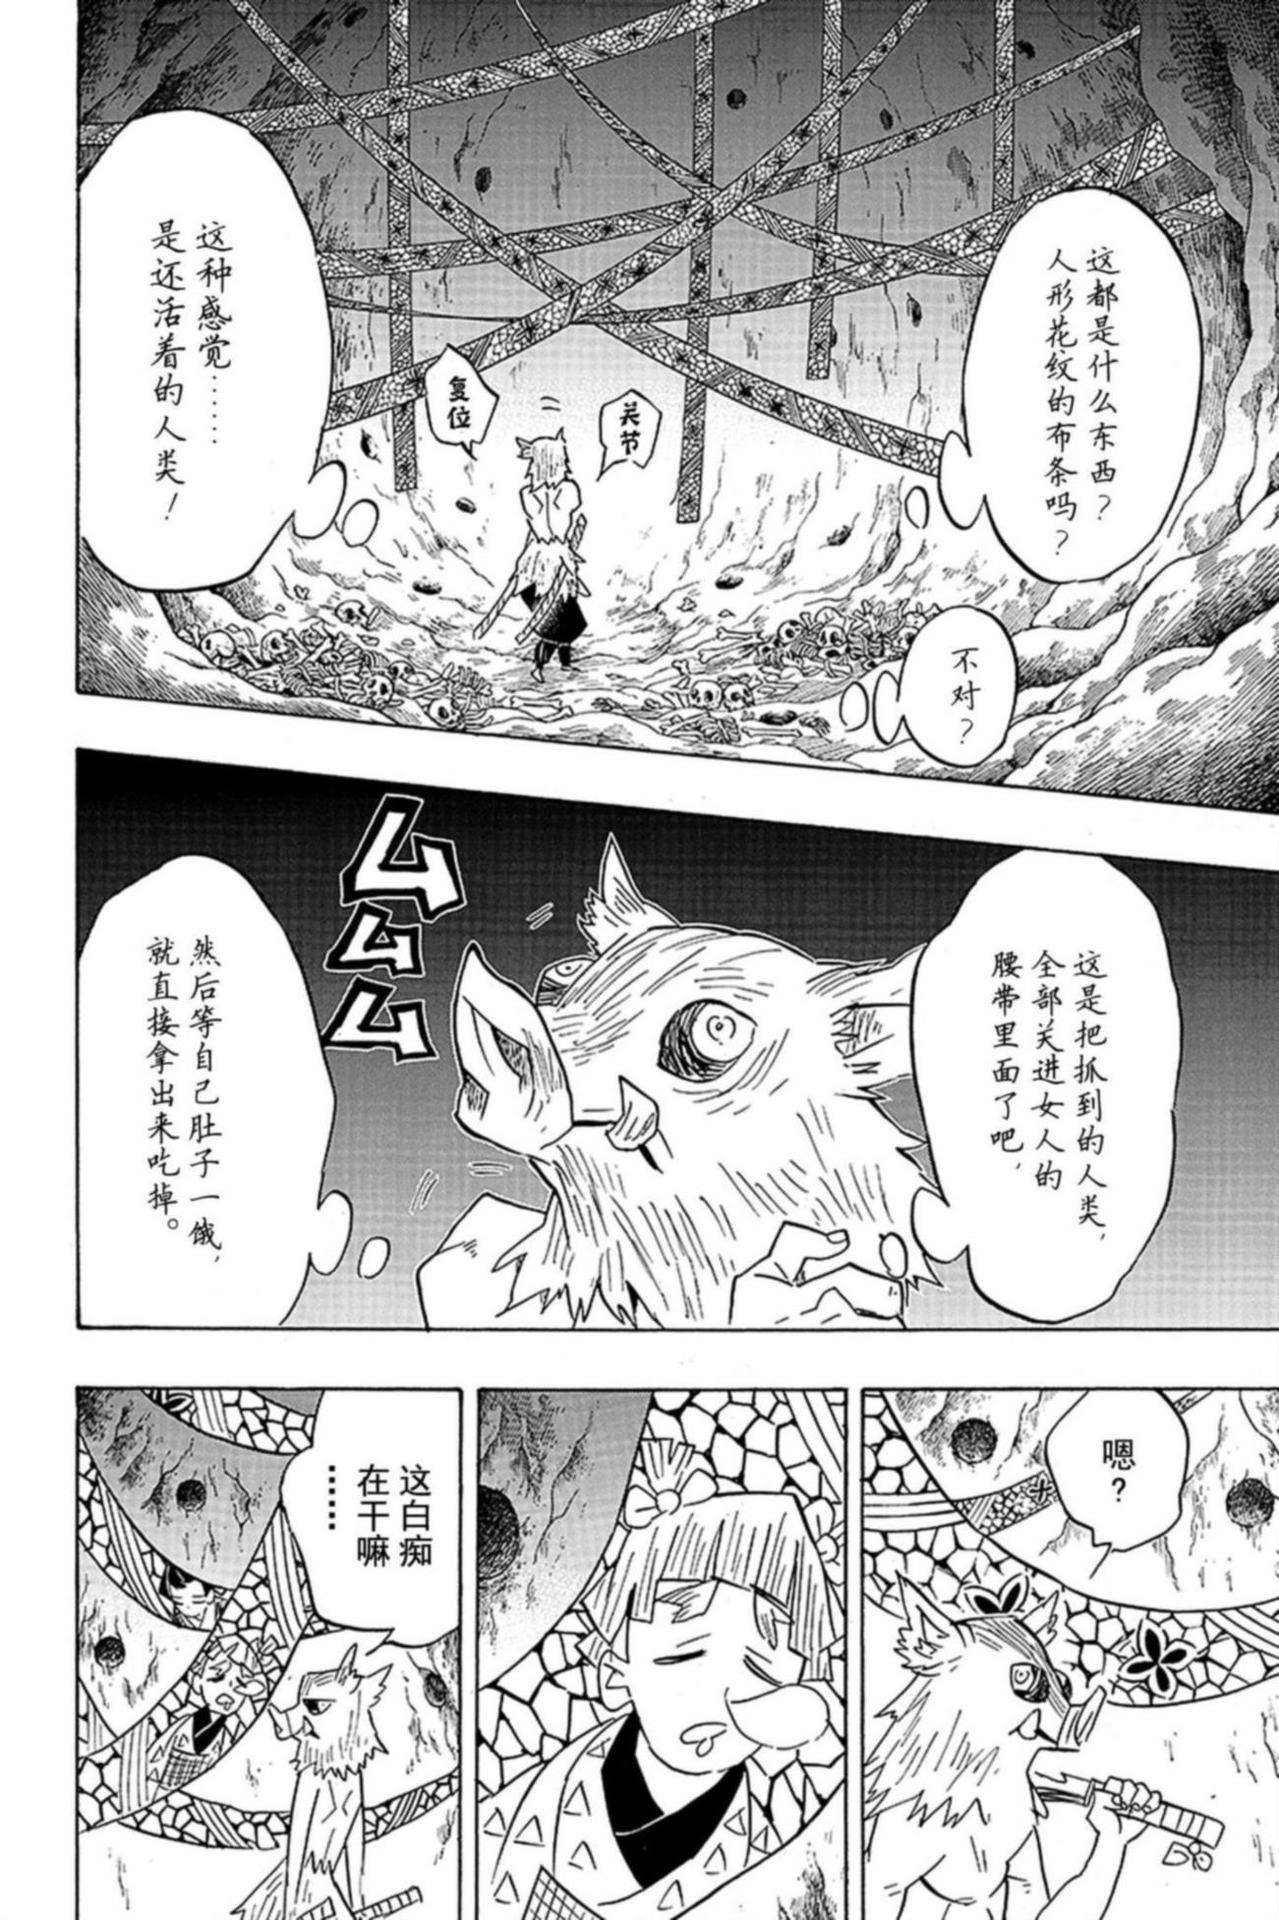 这都是什么东西？
人形花纹的布条吗？
不对？
关节
复位
这种感觉……
是还活着的人类！
这是把抓到的人类，
全部关进女人的
腰带里面了吧，
ムムム
然后等自己肚子一饿，
就直接拿出来吃掉。
嗯？
这白痴
在干嘛
……